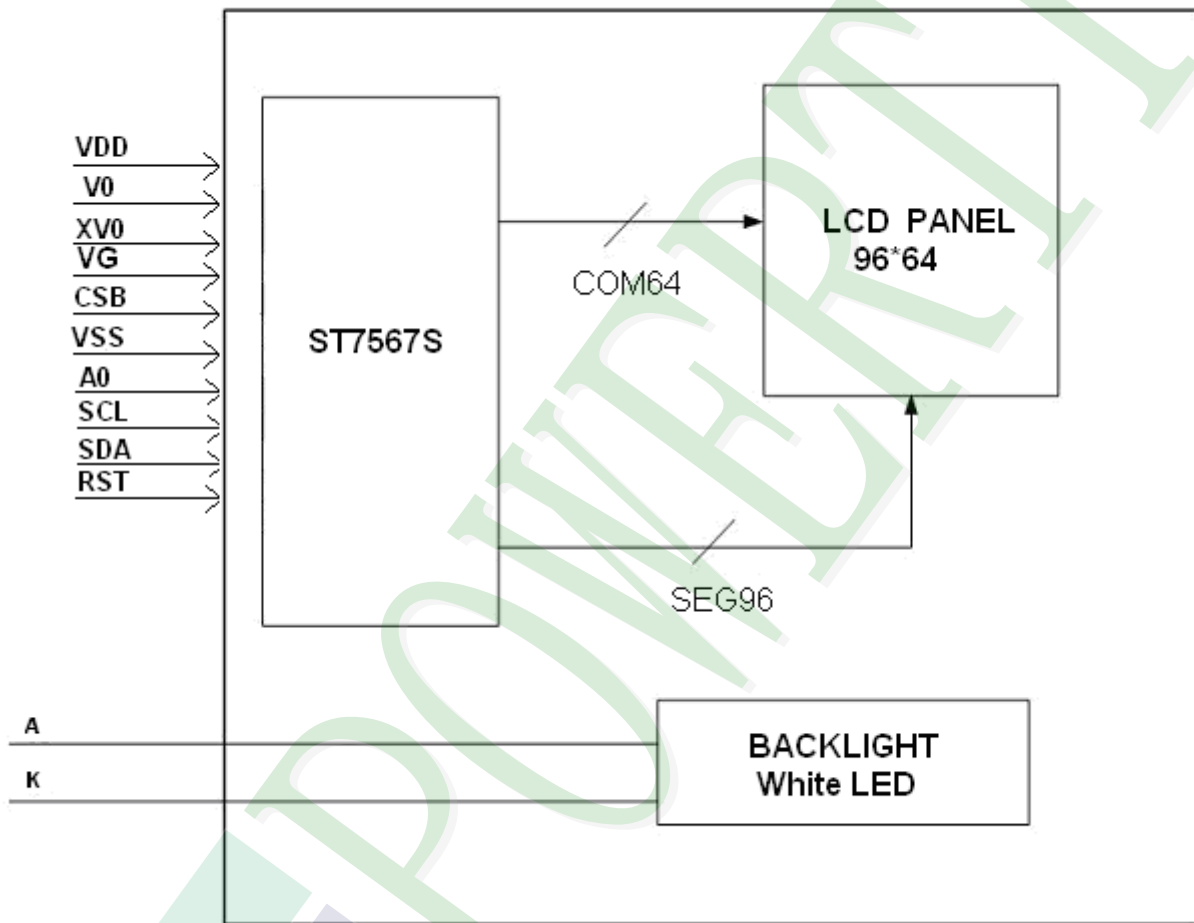 VDD
V0
XV0
VG
CSB
VSS
A0
SCL
SDA
RST
ST7567S
COM64
LCD PANEL
96*64
SEG96
A
K
BACKLIGHT
White LED
POWERT